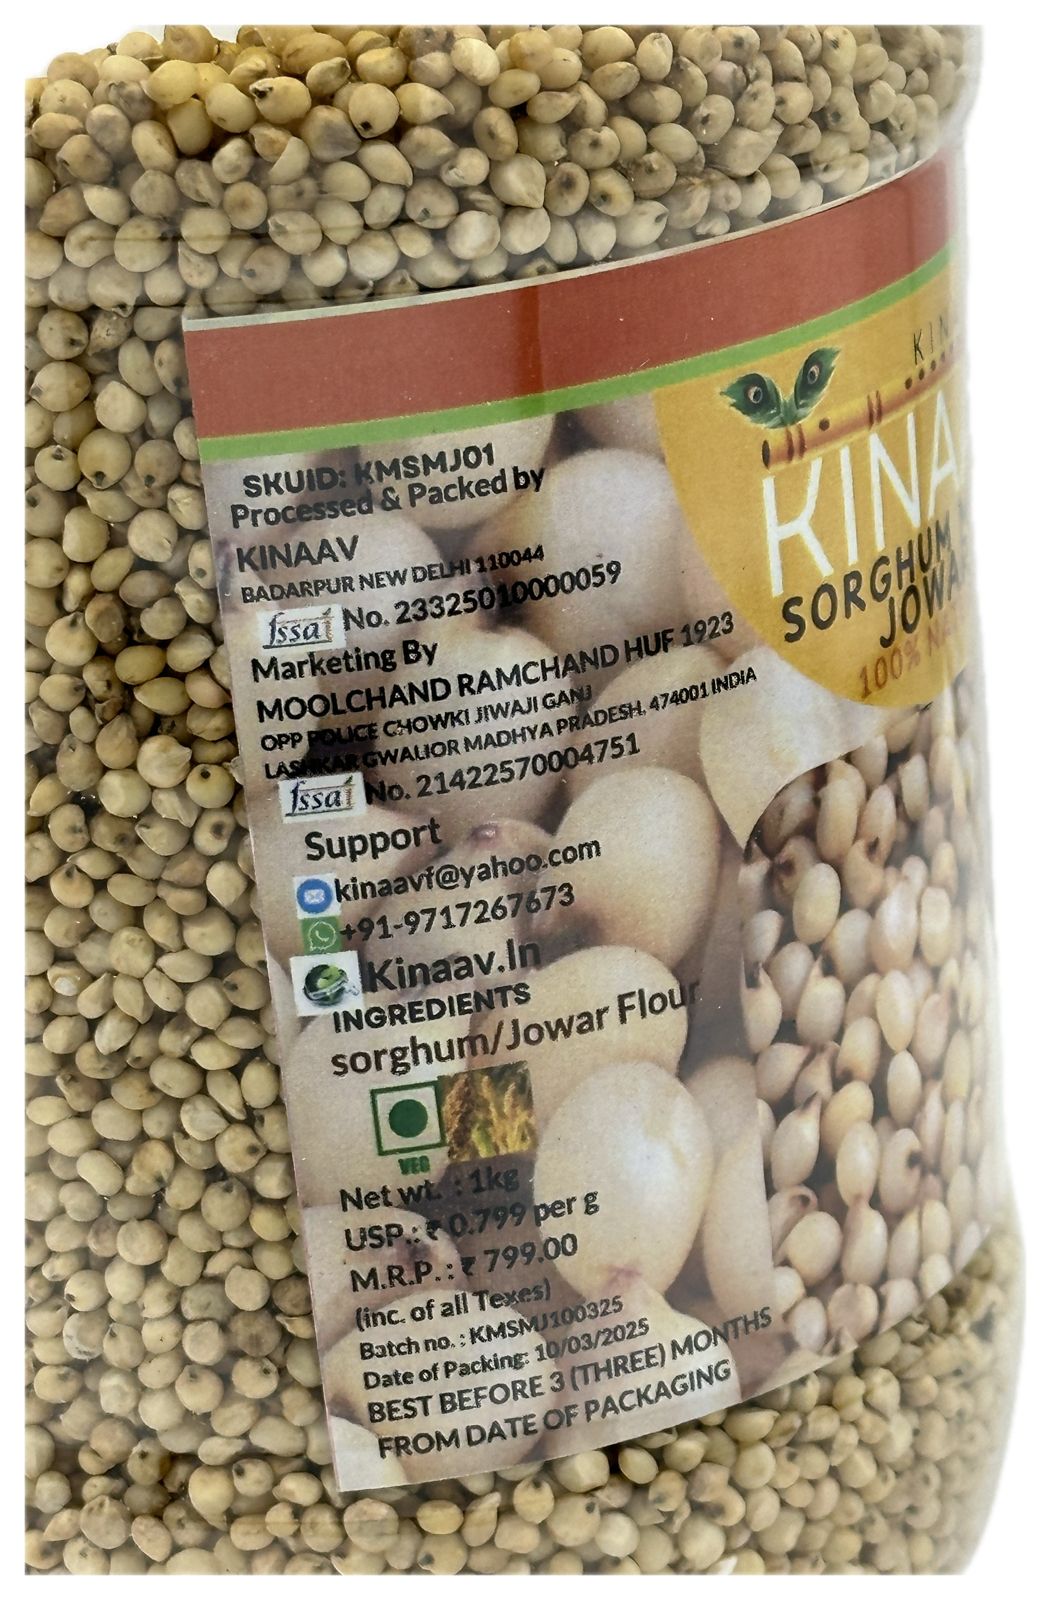 SKUID: KMSMJ01
Processed & Packed by
KINAAV
BADARPUR NEW DELHI 110044
fssai No. 23325010000059
Marketing By
MOOLCHAND RAMCHAND HUF 1923
OPP POLICE CHOWKI JIWAJI GANJ
LASHKAR GWALIOR MADHYA PRADESH, 474001 INDIA
fssai No. 21422570004751
Support
kinaavf@yahoo.com
+91-9717267673
Kinaav.In
INGREDIENTS
sorghum/Jowar Flour
VEG
Net wt. : 1kg
USP.: ₹ 0.799 per g
M.R.P. : ₹ 799.00
(inc. of all Texes)
Batch no. : KMSMJ100325
Date of Packing: 10/03/2025
BEST BEFORE 3 (THREE) MONTHS
FROM DATE OF PACKAGING
KIN
KINA
SORGHUM
JOWA
100% NA